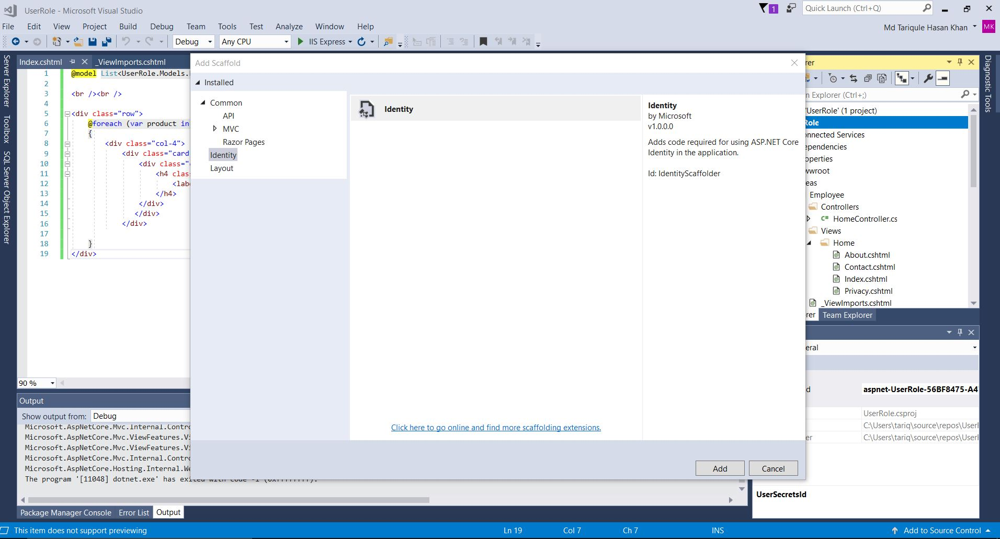 UserRole - Microsoft Visual Studio
1
Quick Launch (Ctrl+Q)
File Edit View Project Build Debug Team Tools Test Analyze Window Help
Md Tariqule Hasan Khan MK
Debug Any CPU IIS Express
Server Explorer
Toolbox
SQL Server Object Explorer
Index.cshtml _ViewImports.cshtml
1 @model List<UserRole.Models.
2
3 <br /><br />
4
5 <div class="row">
6 @foreach (var product in
7 {
8 <div class="col-4">
9 <div class="card
10 <div class="
11 <h4 clas
12 <lab
13 </h4>
14 </div>
15 </div>
16 </div>
17
18 }
19 </div>
90 %
Add Scaffold
Installed
Common
API
MVC
Razor Pages
Identity
Layout
Identity
Identity
by Microsoft
v1.0.0.0
Adds code required for using ASP.NET Core
Identity in the application.
Id: IdentityScaffolder
Click here to go online and find more scaffolding extensions.
Add Cancel
rer
n Explorer (Ctrl+;)
'UserRole' (1 project)
Role
nnected Services
ependencies
operties
wwroot
eas
Employee
Controllers
C# HomeController.cs
Views
Home
About.cshtml
Contact.cshtml
Index.cshtml
Privacy.cshtml
_ViewImports.cshtml
rer Team Explorer
Diagnostic Tools
eral
d aspnet-UserRole-56BF8475-A4
UserRole.csproj
C:\Users\tariq\source\repos\User
er C:\Users\tariq\source\repos\User
UserSecretsId
Output
Show output from: Debug
Microsoft.AspNetCore.Mvc.Internal.Contro
Microsoft.AspNetCore.Mvc.ViewFeatures.Vi
Microsoft.AspNetCore.Mvc.ViewFeatures.Vi
Microsoft.AspNetCore.Mvc.Internal.Contro
Microsoft.AspNetCore.Hosting.Internal.We
The program '[11048] dotnet.exe' has exited with code -1 (0xffffffff).
Package Manager Console Error List Output
This item does not support previewing Ln 19 Col 7 Ch 7 INS Add to Source Control